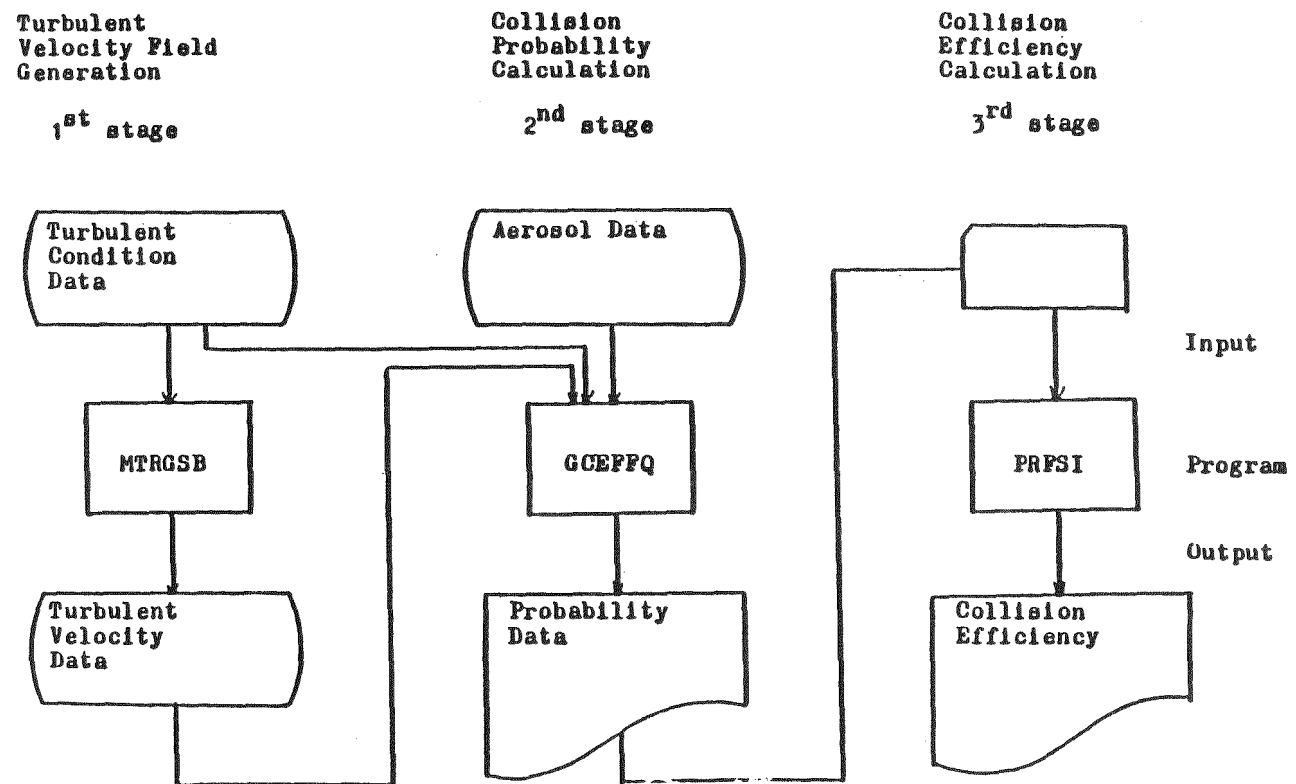 Turbulent
Velocity Field
Generation
1st stage
Collision
Probability
Calculation
2nd stage
Collision
Efficiency
Calculation
3rd stage
Turbulent
Condition
Data
Aerosol Data
Input
MTRGSB
GCEFFQ
PRFSI
Program
Output
Turbulent
Velocity
Data
Probability
Data
Collision
Efficiency